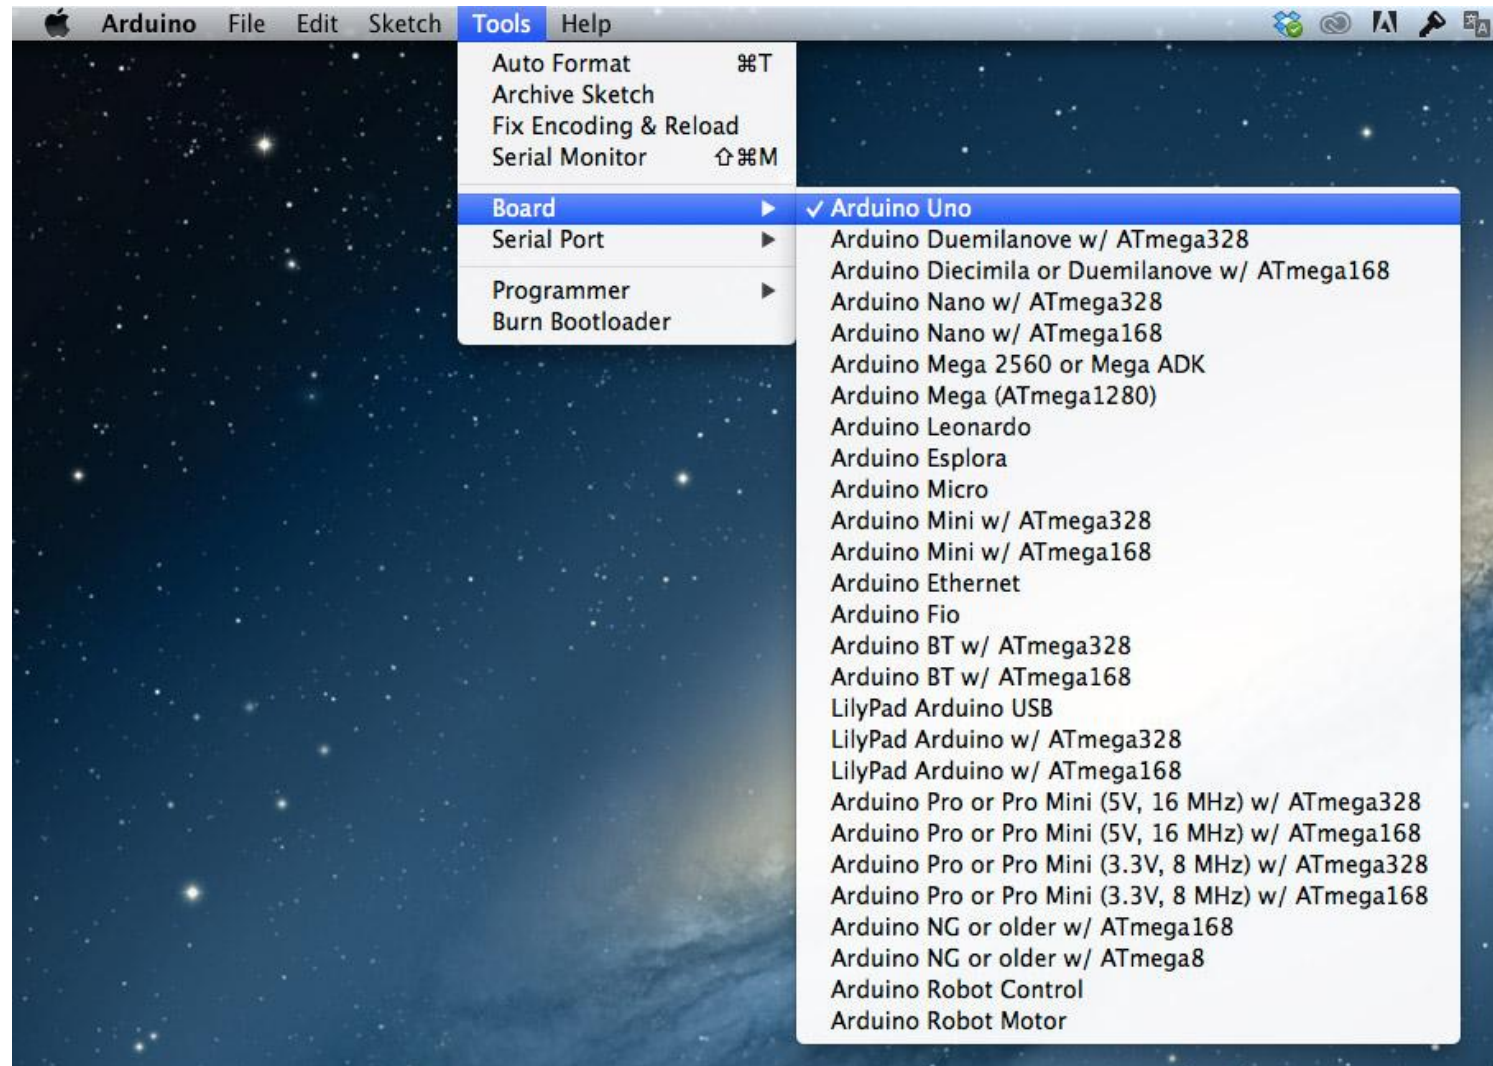 Arduino File Edit Sketch Tools Help
Auto Format ⌘T
Archive Sketch
Fix Encoding & Reload
Serial Monitor ⇧⌘M
Board ▶
Serial Port ▶
Programmer ▶
Burn Bootloader
✓ Arduino Uno
Arduino Duemilanove w/ ATmega328
Arduino Diecimila or Duemilanove w/ ATmega168
Arduino Nano w/ ATmega328
Arduino Nano w/ ATmega168
Arduino Mega 2560 or Mega ADK
Arduino Mega (ATmega1280)
Arduino Leonardo
Arduino Esplora
Arduino Micro
Arduino Mini w/ ATmega328
Arduino Mini w/ ATmega168
Arduino Ethernet
Arduino Fio
Arduino BT w/ ATmega328
Arduino BT w/ ATmega168
LilyPad Arduino USB
LilyPad Arduino w/ ATmega328
LilyPad Arduino w/ ATmega168
Arduino Pro or Pro Mini (5V, 16 MHz) w/ ATmega328
Arduino Pro or Pro Mini (5V, 16 MHz) w/ ATmega168
Arduino Pro or Pro Mini (3.3V, 8 MHz) w/ ATmega328
Arduino Pro or Pro Mini (3.3V, 8 MHz) w/ ATmega168
Arduino NG or older w/ ATmega168
Arduino NG or older w/ ATmega8
Arduino Robot Control
Arduino Robot Motor